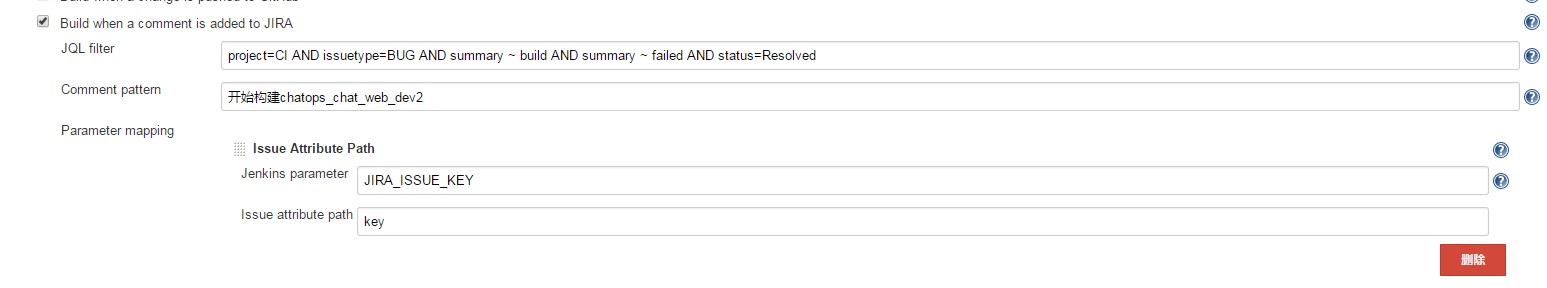 Build when a change is pushed to GitHub
Build when a comment is added to JIRA
JQL filter
project=CI AND issuetype=BUG AND summary ~ build AND summary ~ failed AND status=Resolved
Comment pattern
开始构建chatops_chat_web_dev2
Parameter mapping
Issue Attribute Path
Jenkins parameter
JIRA_ISSUE_KEY
Issue attribute path
key
删除